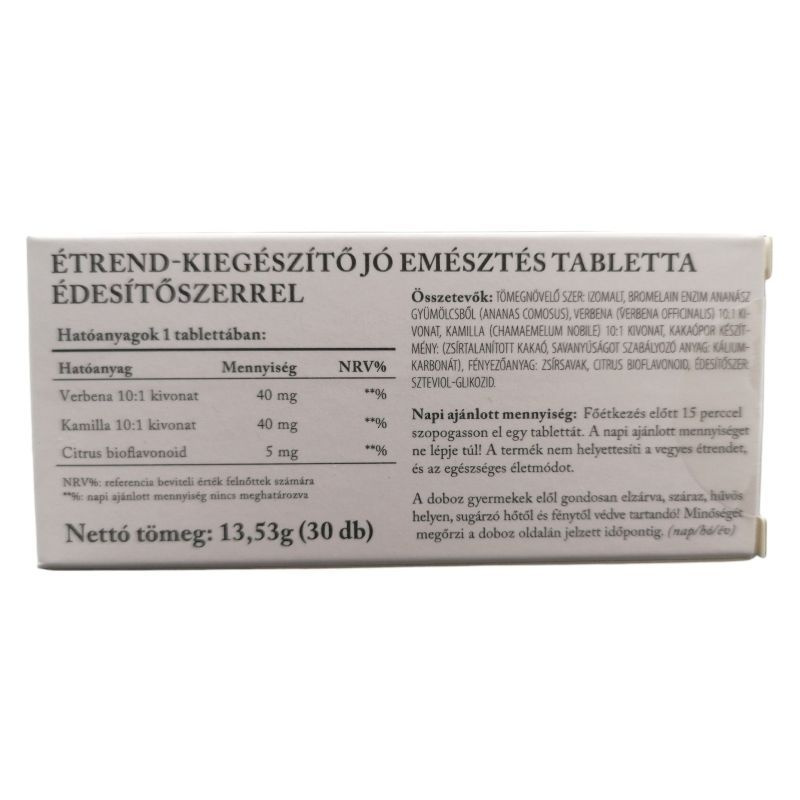 ÉTREND-KIEGÉSZÍTŐ JÓ EMÉSZTÉS TABLETTA
ÉDESÍTŐSZERREL
Hatóanyagok 1 tablettában:
Hatóanyag Mennyiség NRV%
Verbena 10:1 kivonat 40 mg **%
Kamilla 10:1 kivonat 40 mg **%
Citrus bioflavonoid 5 mg **%
NRV%: referencia beviteli érték felnőttek számára
**%: napi ajánlott mennyiség nincs meghatározva
Nettó tömeg: 13,53g (30 db)
Összetevők: TÖMEGNÖVELŐ SZER: IZOMALT, BROMELAIN ENZIM ANANÁSZ
GYÜMÖLCSBŐL (ANANAS COMOSUS), VERBENA (VERBENA OFFICINALIS) 10:1 KI-
VONAT, KAMILLA (CHAMAEMELUM NOBILE) 10:1 KIVONAT, KAKAÓPOR KÉSZÍT-
MÉNY: (ZSÍRTALANÍTOTT KAKAÓ, SAVANYÚSÁGOT SZABÁLYOZÓ ANYAG: KÁLIUM-
KARBONÁT), FÉNYEZŐANYAG: ZSÍRSAVAK, CITRUS BIOFLAVONOID, ÉDESÍTŐSZER:
SZTEVIOL-GLIKOZID.
Napi ajánlott mennyiség: Főétkezés előtt 15 perccel
szopogasson el egy tablettát. A napi ajánlott mennyiséget
ne lépje túl! A termék nem helyettesíti a vegyes étrendet,
és az egészséges életmódot.
A doboz gyermekek elől gondosan elzárva, száraz, hűvös
helyen, sugárzó hőtől és fénytől védve tartandó! Minőségét
megőrzi a doboz oldalán jelzett időpontig. (nap/hó/év)